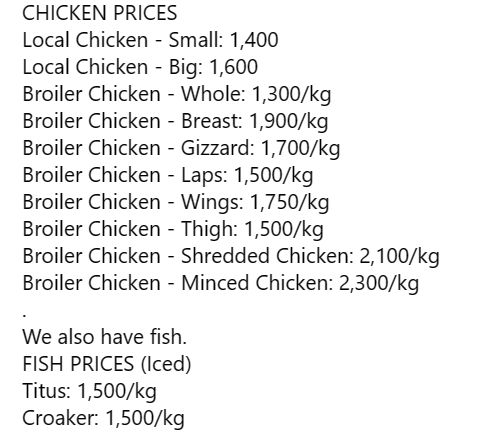 CHICKEN PRICES
Local Chicken - Small: 1,400
Local Chicken - Big: 1,600
Broiler Chicken - Whole: 1,300/kg
Broiler Chicken - Breast: 1,900/kg
Broiler Chicken - Gizzard: 1,700/kg
Broiler Chicken - Laps: 1,500/kg
Broiler Chicken - Wings: 1,750/kg
Broiler Chicken - Thigh: 1,500/kg
Broiler Chicken - Shredded Chicken: 2,100/kg
Broiler Chicken - Minced Chicken: 2,300/kg
.
We also have fish.
FISH PRICES (Iced)
Titus: 1,500/kg
Croaker: 1,500/kg